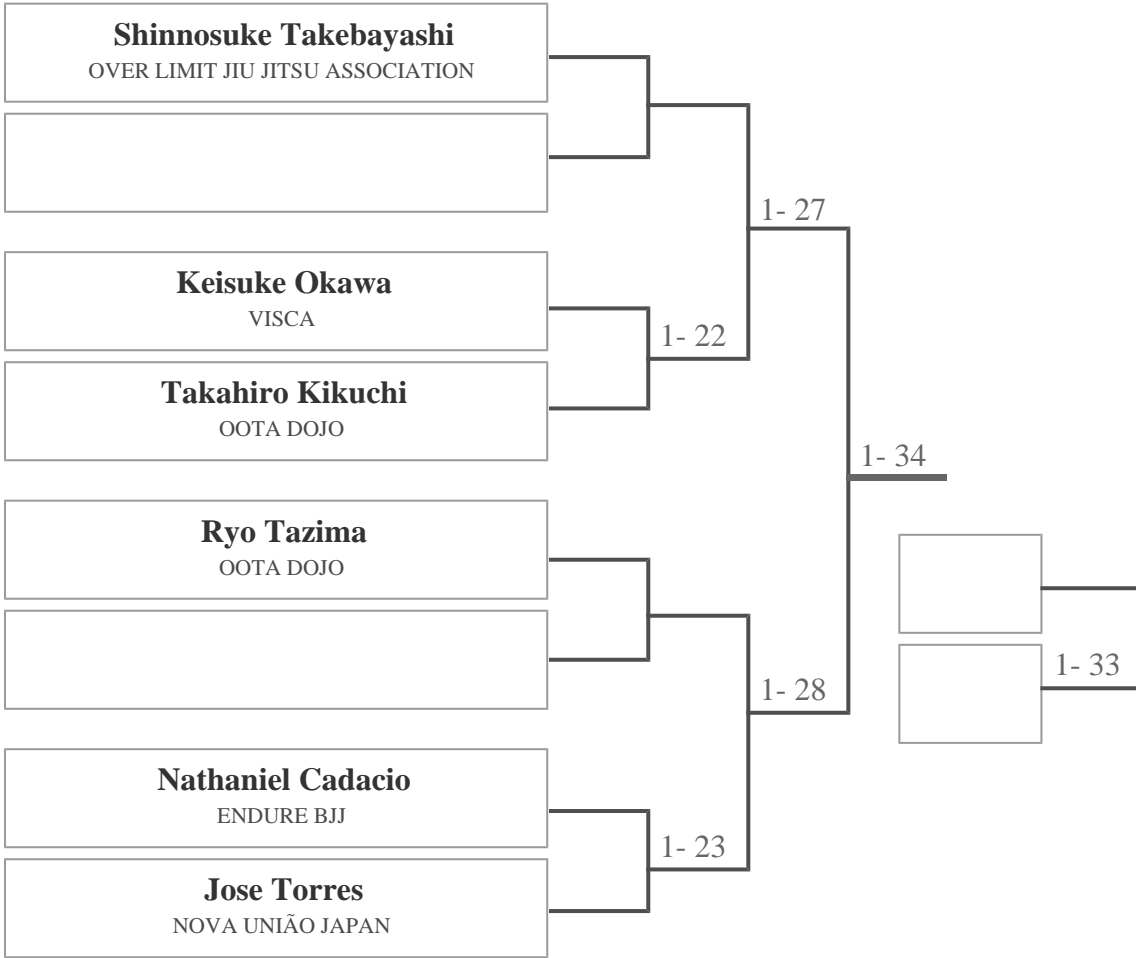 Shinnosuke Takebayashi
OVER LIMIT JIU JITSU ASSOCIATION
1- 27
Keisuke Okawa
VISCA
1- 22
Takahiro Kikuchi
OOTA DOJO
1- 34
Ryo Tazima
OOTA DOJO
1- 33
1- 28
Nathaniel Cadacio
ENDURE BJJ
1- 23
Jose Torres
NOVA UNIÃO JAPAN